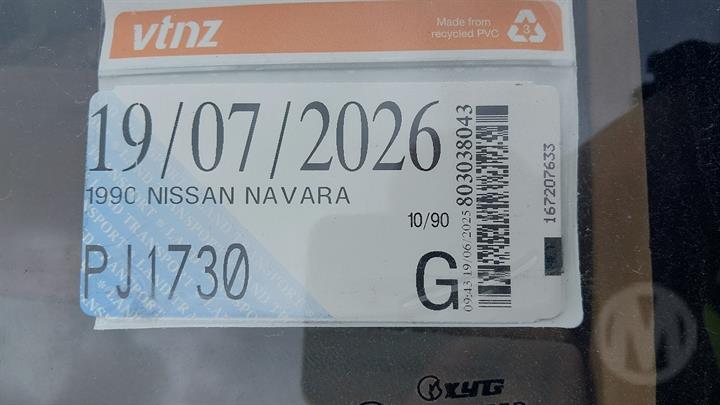 vtnz
Made from
recycled PVC
3
19/07/2026
1990 NISSAN NAVARA
10/90
PJ1730
G
09:43 19/06/2025
803038043
167207633
XYG